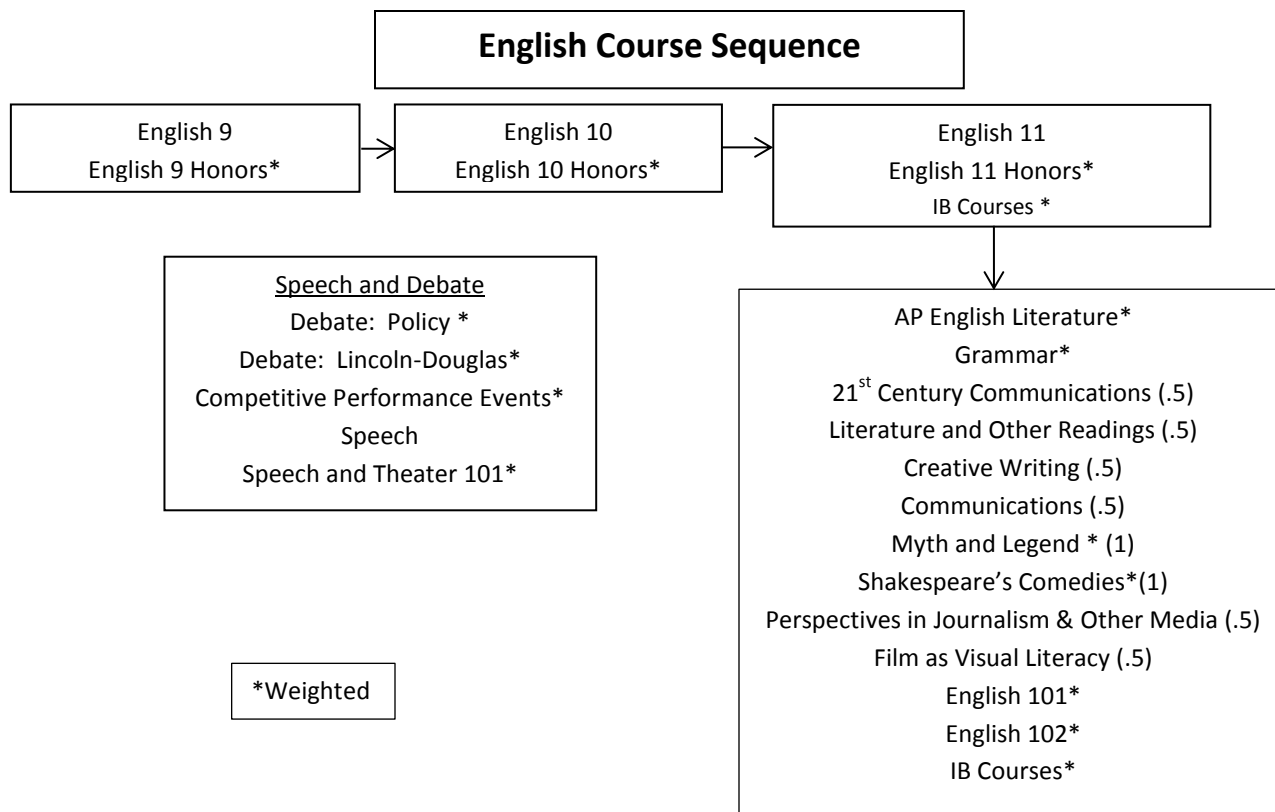 English Course Sequence
English 9
English 9 Honors*
English 10
English 10 Honors*
English 11
English 11 Honors*
IB Courses *
Speech and Debate
Debate:  Policy *
Debate:  Lincoln-Douglas*
Competitive Performance Events*
Speech
Speech and Theater 101*
*Weighted
AP English Literature*
Grammar*
21st Century Communications (.5)
Literature and Other Readings (.5)
Creative Writing (.5)
Communications (.5)
Myth and Legend * (1)
Shakespeare’s Comedies*(1)
Perspectives in Journalism & Other Media (.5)
Film as Visual Literacy (.5)
English 101*
English 102*
IB Courses*